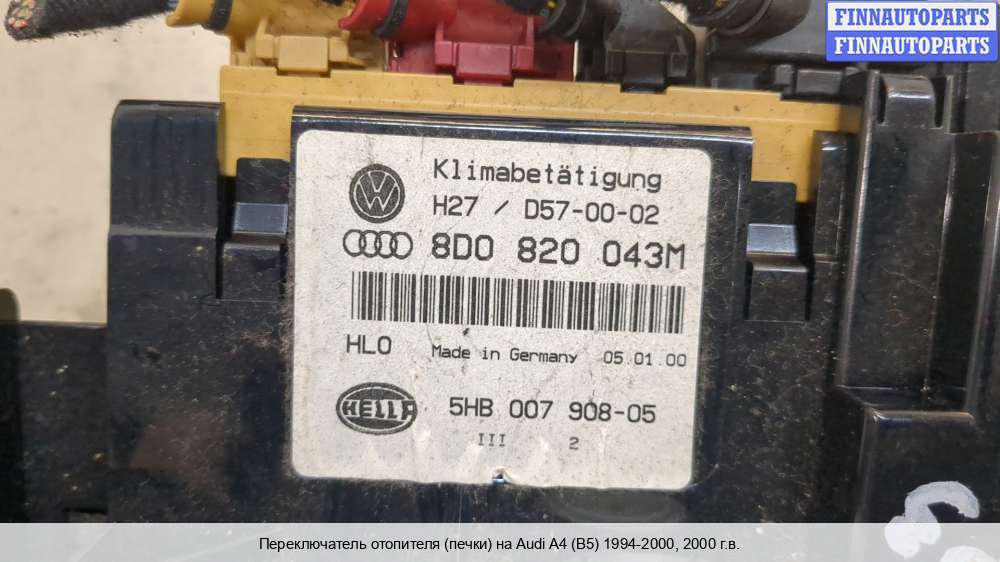 FINNAUTOPARTS
FINNAUTOPARTS
Klimabetätigung
H27 / D57-00-02
8D0 820 043M
HLO
Made in Germany 05.01.00
HELLA 5HB 007 908-05
III 2
Переключатель отопителя (печки) на Audi A4 (B5) 1994-2000, 2000 г.в.